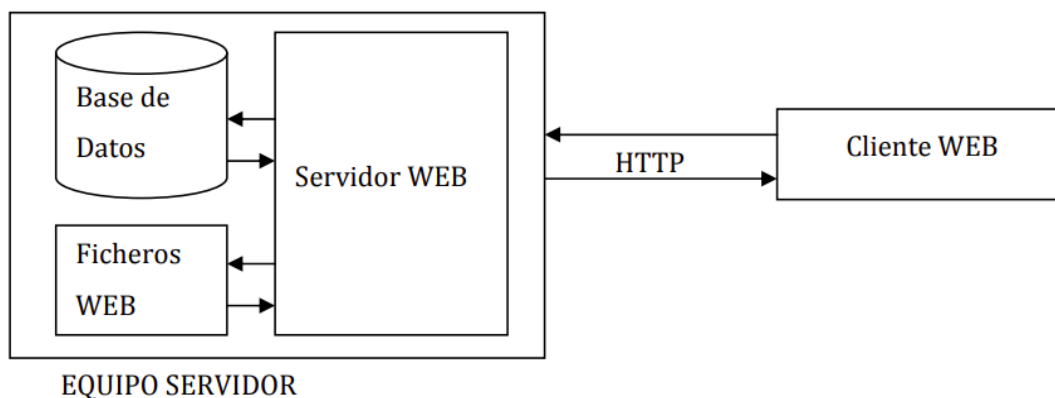 Base de
Datos
Servidor WEB
Ficheros
WEB
HTTP
Cliente WEB
EQUIPO SERVIDOR